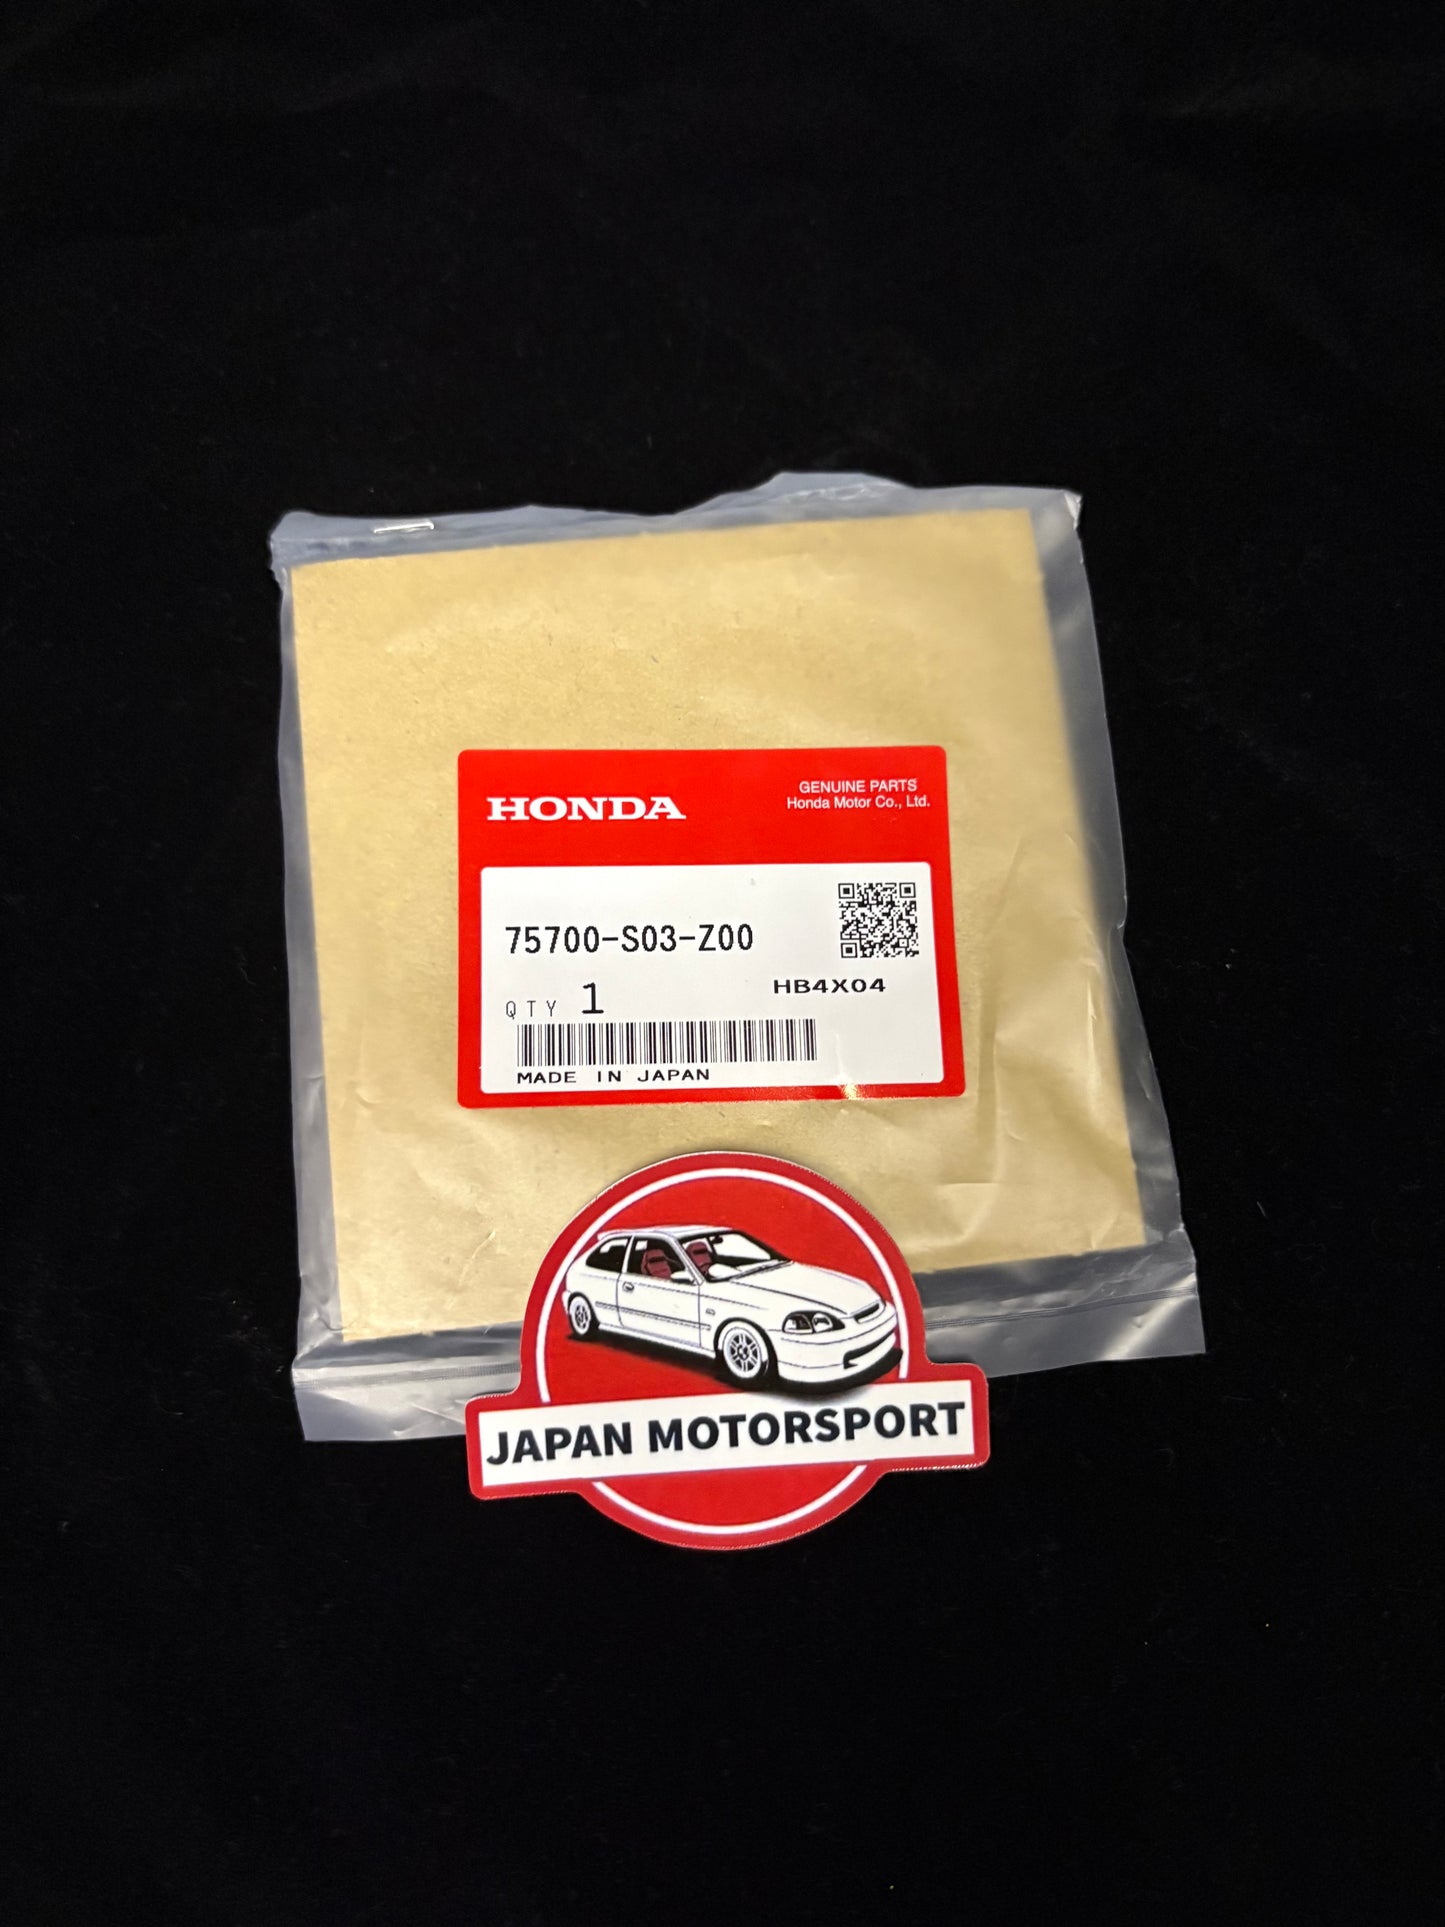 HONDA
GENUINE PARTS
Honda Motor Co., Ltd.
75700-S03-Z00
HB4X04
QTY 1
MADE IN JAPAN
JAPAN MOTORSPORT